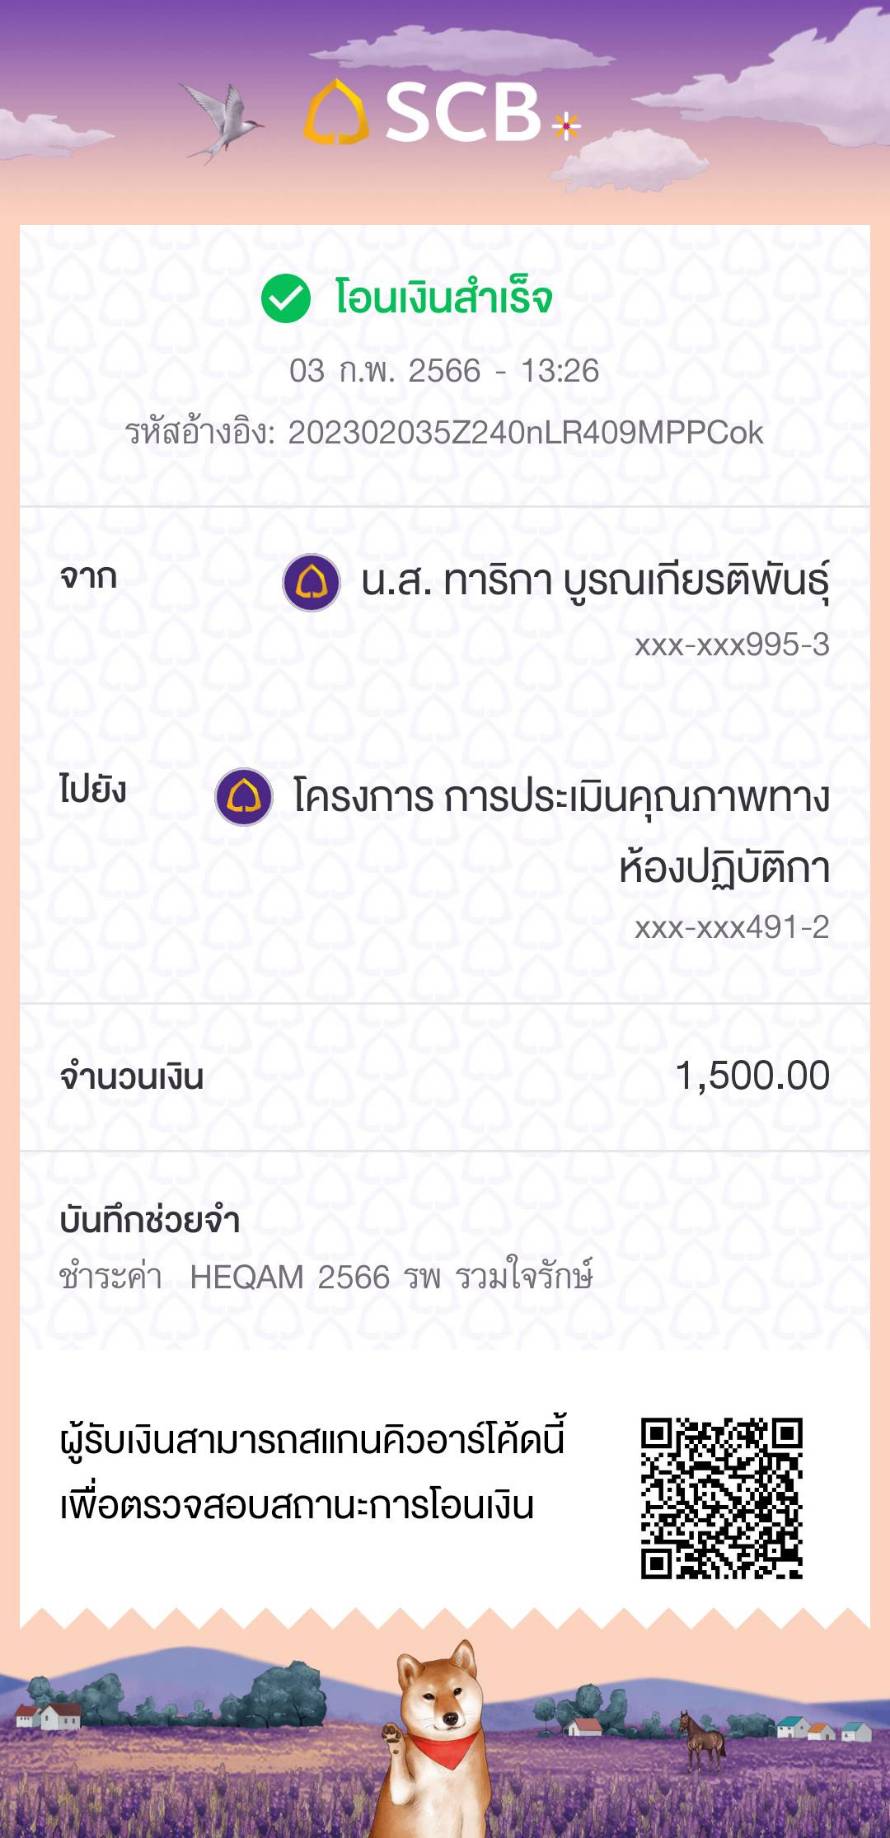 SCB
โอนเงินสำเร็จ
03 ก.พ. 2566 - 13:26
รหัสอ้างอิง: 202302035Z240nLR409MPPCok
จาก
น.ส. ทาริกา บูรณเกียรติพันธุ์
xxx-xxx995-3
ไปยัง
โครงการ การประเมินคุณภาพทาง
ห้องปฏิบัติกา
xxx-xxx491-2
จำนวนเงิน
1,500.00
บันทึกช่วยจำ
ชำระค่า HEQAM 2566 รพ รวมใจรักษ์
ผู้รับเงินสามารถสแกนคิวอาร์โค้ดนี้
เพื่อตรวจสอบสถานะการโอนเงิน